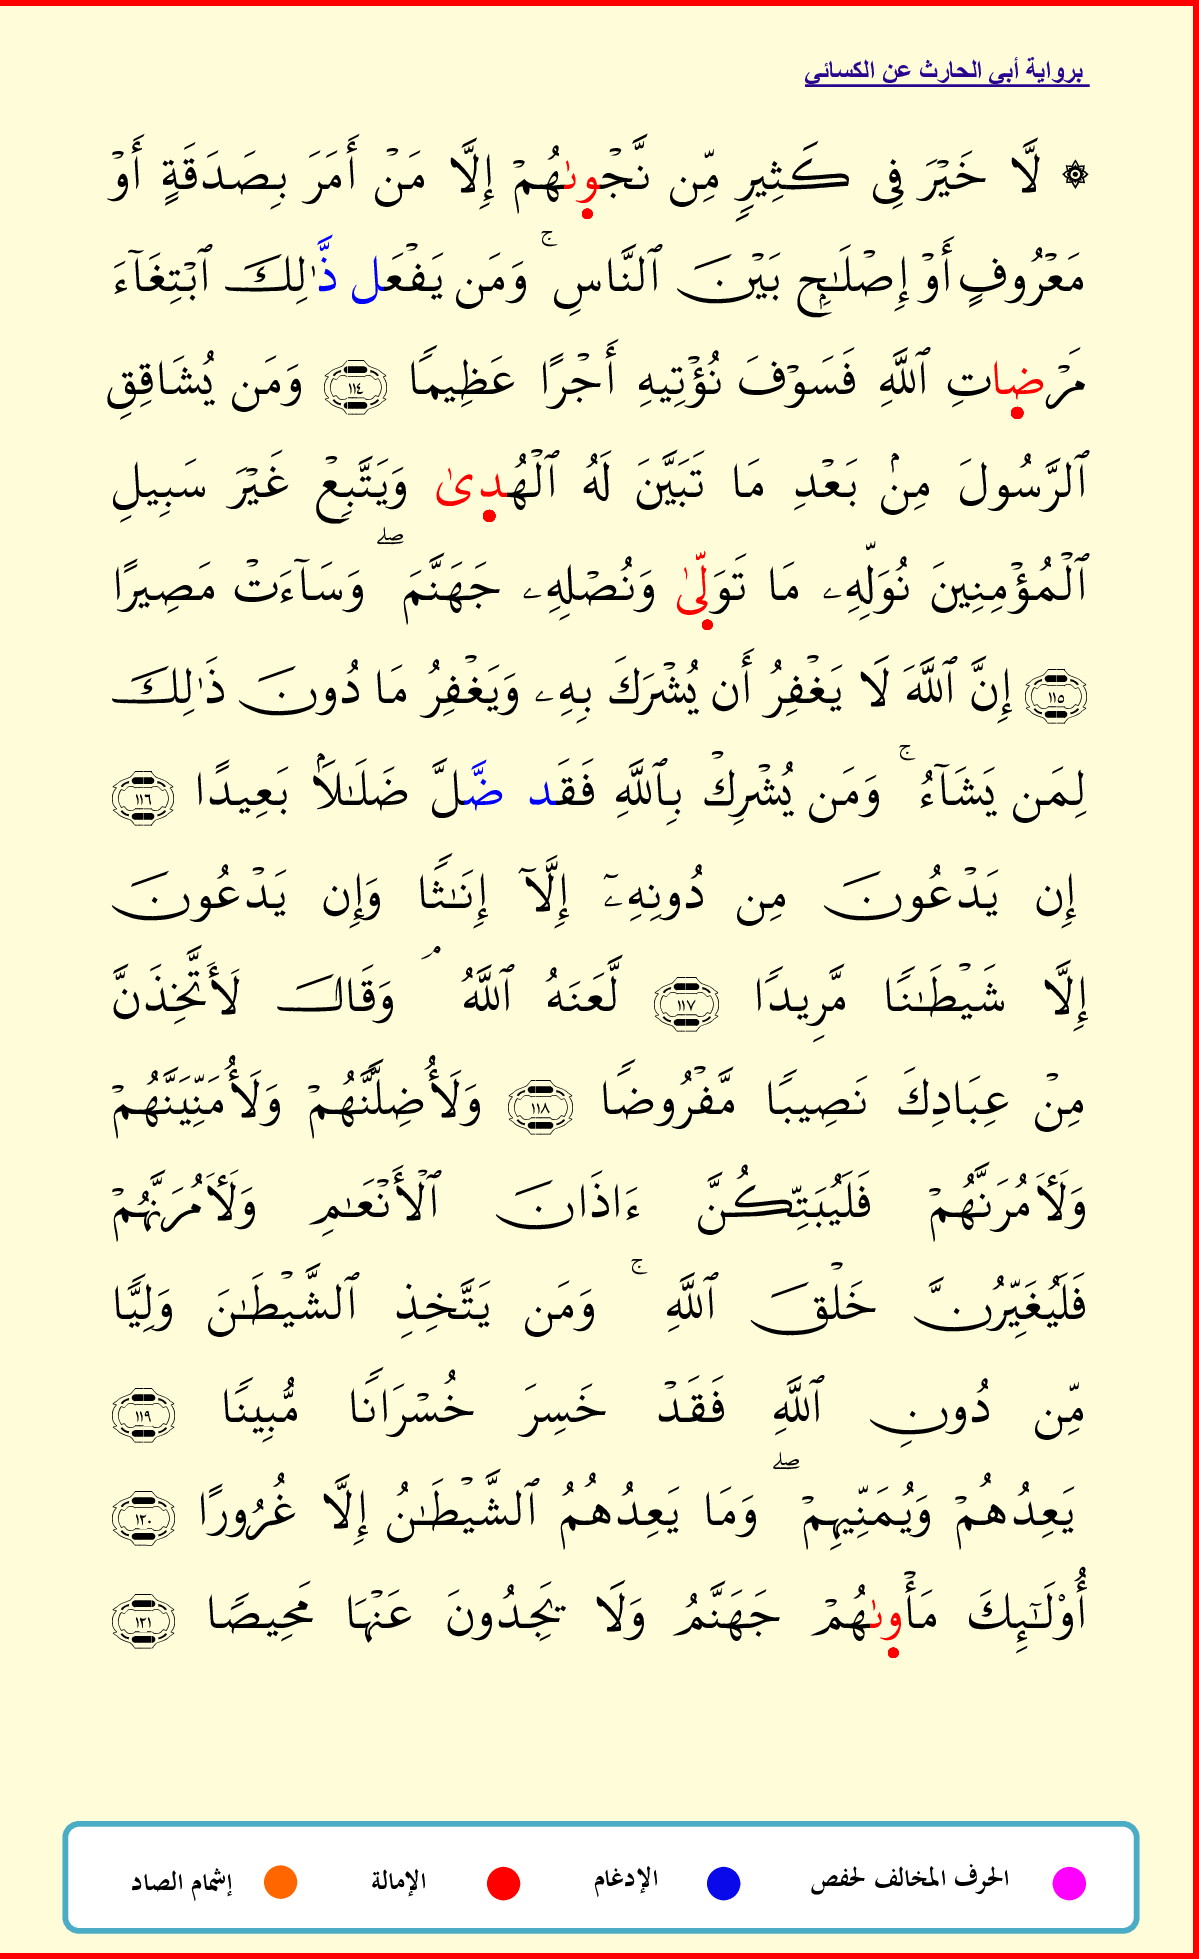 برواية أبي الحارث عن الكسائي
۞ لَّا خَيْرَ فِى كَثِيرٍ مِّن نَّجْوىٰهُمْ إِلَّا مَنْ أَمَرَ بِصَدَقَةٍ أَوْ
مَعْرُوفٍ أَوْ إِصْلَٰحٍۭ بَيْنَ ٱلنَّاسِ ۚ وَمَن يَفْعَل ذَّٰلِكَ ٱبْتِغَآءَ
مَرْضِاتِ ٱللَّهِ فَسَوْفَ نُؤْتِيهِ أَجْرًا عَظِيمًا ١١٤ وَمَن يُشَاقِقِ
ٱلرَّسُولَ مِنۢ بَعْدِ مَا تَبَيَّنَ لَهُ ٱلْهُدىٰ وَيَتَّبِعْ غَيْرَ سَبِيلِ
ٱلْمُؤْمِنِينَ نُوَلِّهِۦ مَا تَوَلّىٰ وَنُصْلِهِۦ جَهَنَّمَ ۖ وَسَآءَتْ مَصِيرًا
١١٥ إِنَّ ٱللَّهَ لَا يَغْفِرُ أَن يُشْرَكَ بِهِۦ وَيَغْفِرُ مَا دُونَ ذَٰلِكَ
لِمَن يَشَآءُ ۚ وَمَن يُشْرِكْ بِٱللَّهِ فَقَد ضَّلَّ ضَلَٰلَۢا بَعِيدًا ١١٦
إِن يَدْعُونَ مِن دُونِهِۦٓ إِلَّآ إِنَٰثًا وَإِن يَدْعُونَ
إِلَّا شَيْطَٰنًا مَّرِيدًا ١١٧ لَّعَنَهُ ٱللَّهُ ۘ وَقَالَ لَأَتَّخِذَنَّ
مِنْ عِبَادِكَ نَصِيبًا مَّفْرُوضًا ١١٨ وَلَأُضِلَّنَّهُمْ وَلَأُمَنِّيَنَّهُمْ
وَلَأَمُرَنَّهُمْ فَلَيُبَتِّكُنَّ ءَاذَانَ ٱلْأَنْعَٰمِ وَلَأَمُرَنَّهُمْ
فَلَيُغَيِّرُنَّ خَلْقَ ٱللَّهِ ۚ وَمَن يَتَّخِذِ ٱلشَّيْطَٰنَ وَلِيًّا
مِّن دُونِ ٱللَّهِ فَقَدْ خَسِرَ خُسْرَانًا مُّبِينًا ١١٩
يَعِدُهُمْ وَيُمَنِّيهِمْ ۖ وَمَا يَعِدُهُمُ ٱلشَّيْطَٰنُ إِلَّا غُرُورًا ١٢٠
أُوْلَٰٓئِكَ مَأْوىٰهُمْ جَهَنَّمُ وَلَا يَجِدُونَ عَنْهَا مَحِيصًا ١٢١
الحرف المخالف لحفص الإدغام الإمالة إشمام الصاد